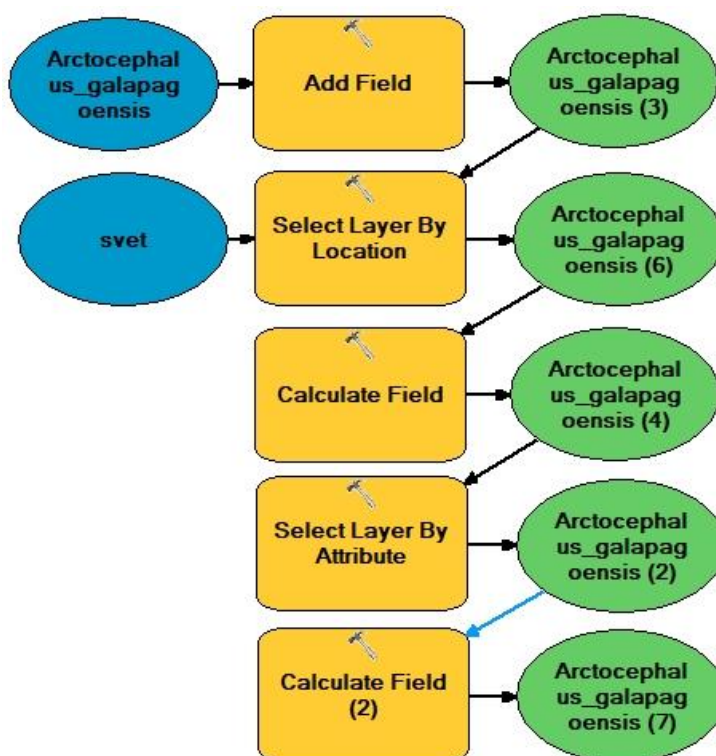 Arctocephal
us_galapag
oensis
Add Field
Arctocephal
us_galapag
oensis (3)
svet
Select Layer By
Location
Arctocephal
us_galapag
oensis (6)
Calculate Field
Arctocephal
us_galapag
oensis (4)
Select Layer By
Attribute
Arctocephal
us_galapag
oensis (2)
Calculate Field
(2)
Arctocephal
us_galapag
oensis (7)